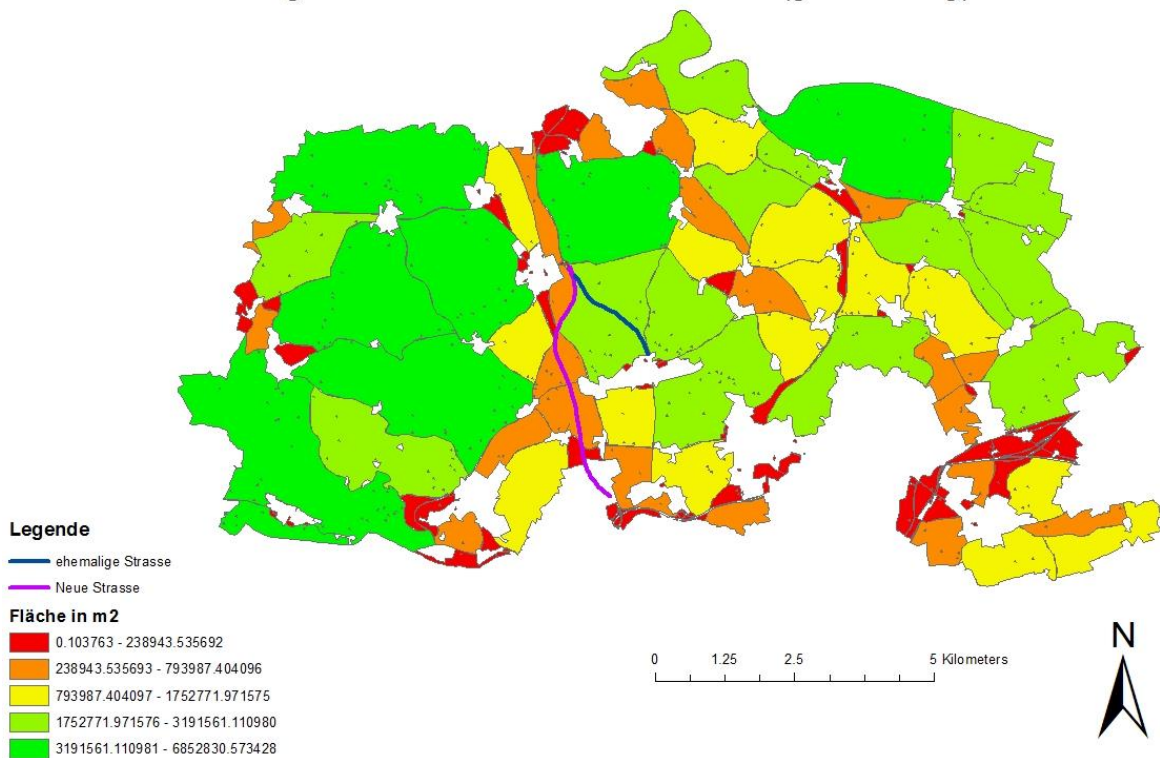 Legende
ehemalige Strasse
Neue Strasse
Fläche in m2
0.103763 - 238943.535692
238943.535693 - 793987.404096
793987.404097 - 1752771.971575
1752771.971576 - 3191561.110980
3191561.110981 - 6852830.573428
0 1.25 2.5 5 Kilometers
N